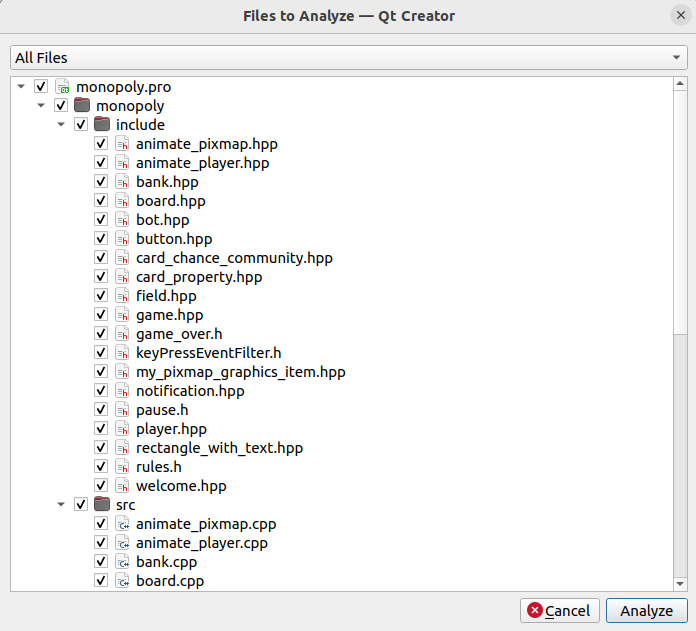 Files to Analyze — Qt Creator
All Files
monopoly.pro
monopoly
include
animate_pixmap.hpp
animate_player.hpp
bank.hpp
board.hpp
bot.hpp
button.hpp
card_chance_community.hpp
card_property.hpp
field.hpp
game.hpp
game_over.h
keyPressEventFilter.h
my_pixmap_graphics_item.hpp
notification.hpp
pause.h
player.hpp
rectangle_with_text.hpp
rules.h
welcome.hpp
src
animate_pixmap.cpp
animate_player.cpp
bank.cpp
board.cpp
Cancel Analyze